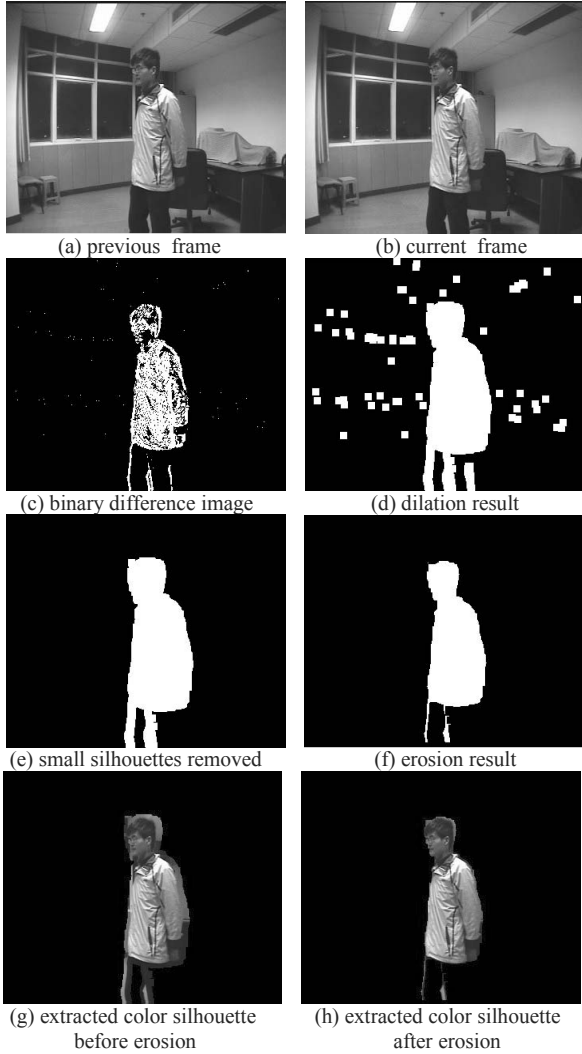 (a) previous frame
(b) current frame
(c) binary difference image
(d) dilation result
(e) small silhouettes removed
(f) erosion result
(g) extracted color silhouette
before erosion
(h) extracted color silhouette
after erosion